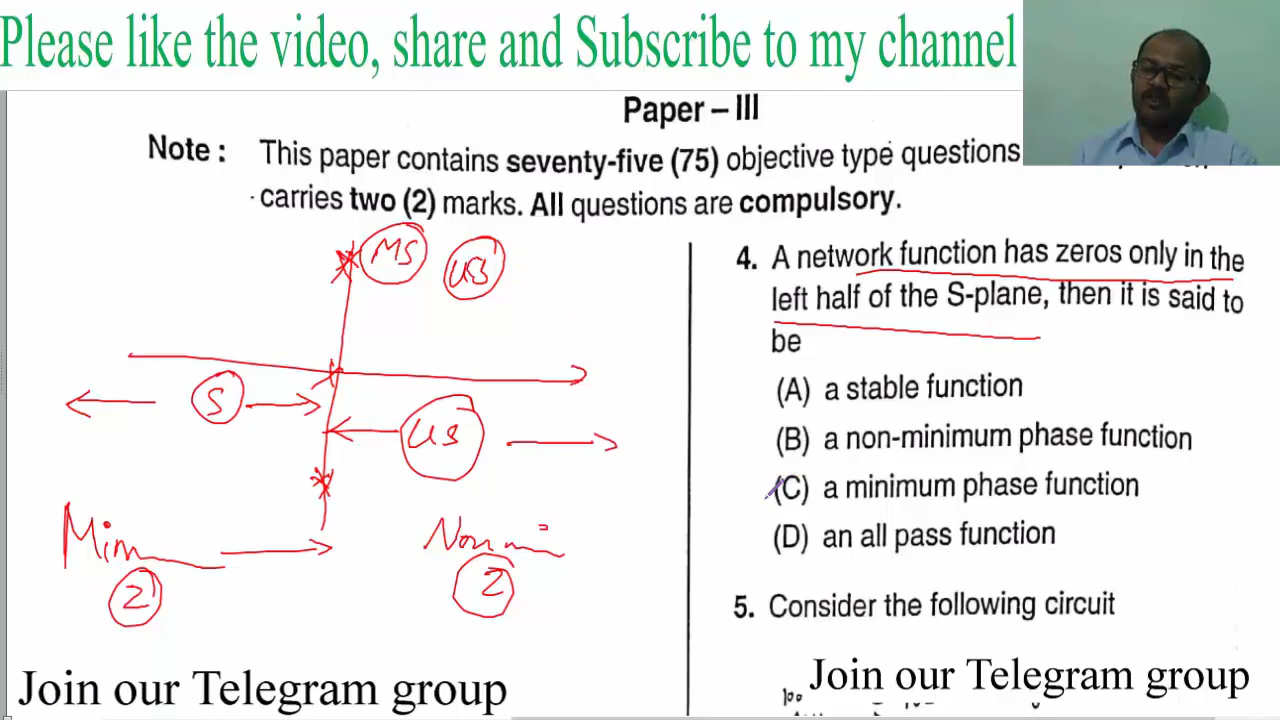 Please like the video, share and Subscribe to my channel
Paper – III
Note : This paper contains seventy-five (75) objective type questions
carries two (2) marks. All questions are compulsory.
MS
US
S
US
Min
2
Non mi
2
4. A network function has zeros only in the
left half of the S-plane, then it is said to
be
(A) a stable function
(B) a non-minimum phase function
(C) a minimum phase function
(D) an all pass function
5. Consider the following circuit
Join our Telegram group
Join our Telegram group